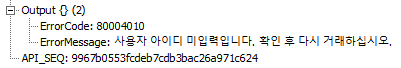 Output {} (2)
ErrorCode: 80004010
ErrorMessage: 사용자 아이디 미입력입니다. 확인 후 다시 거래하십시오.
API_SEQ: 9967b0553fcdeb7cdb3bac26a971c624